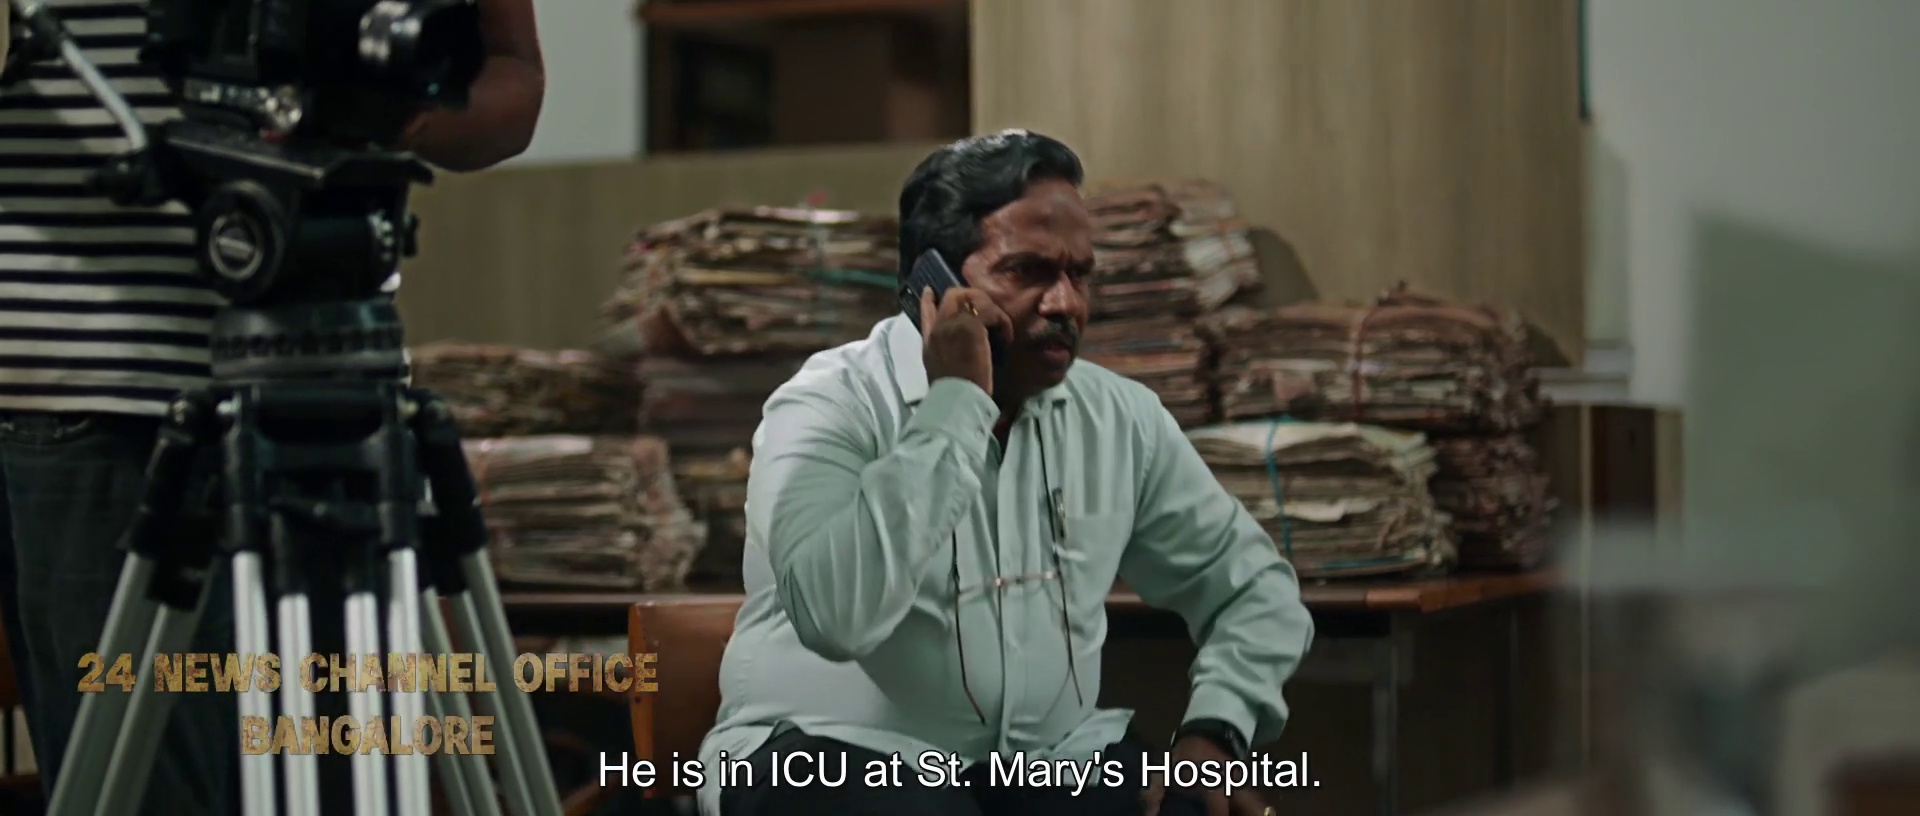 24 NEWS CHANNEL OFFICE
BANGALORE
He is in ICU at St. Mary's Hospital.